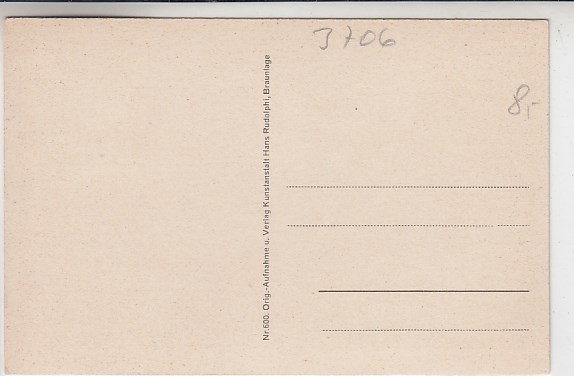 3706
8,-
Nr.600. Orig.-Aufnahme u. Verlag Kunstanstalt Hans Rudolphi, Braunlage